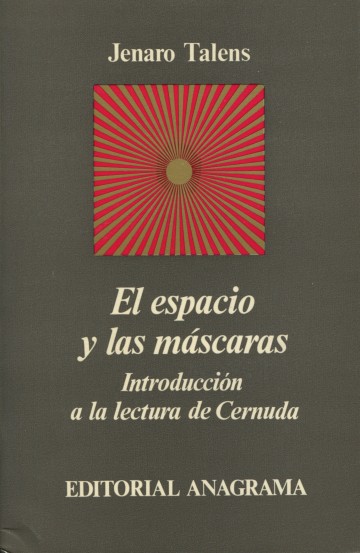 Jenaro Talens
El espacio
y las máscaras
Introducción
a la lectura de Cernuda
EDITORIAL ANAGRAMA